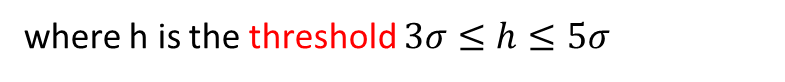 where h is the threshold 3σ ≤ h ≤ 5σ